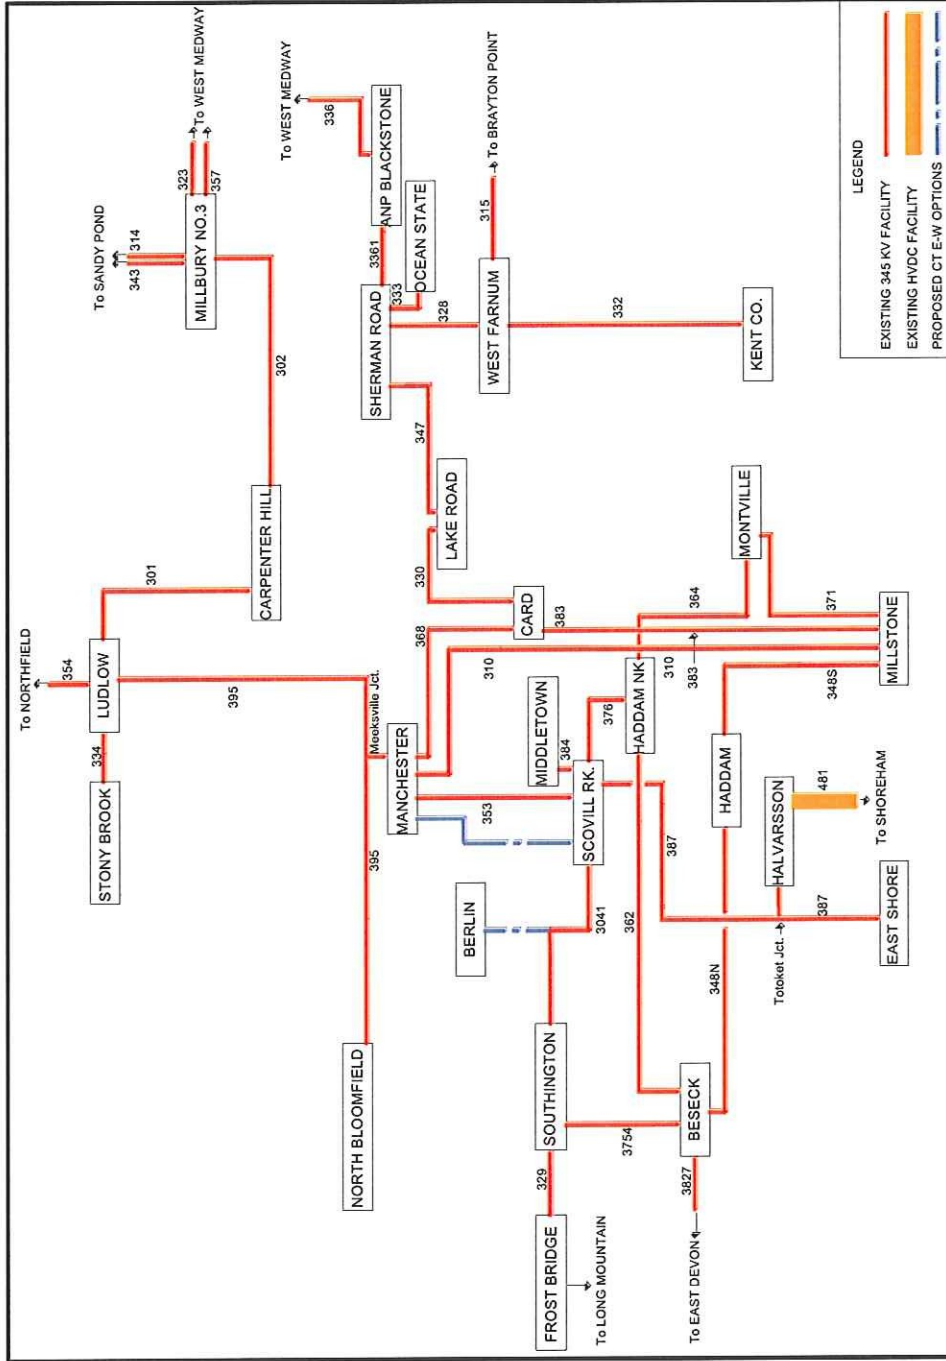 To NORTHFIELD
354
STONY BROOK
334
LUDLOW
301
CARPENTER HILL
302
To SANDY POND
343
314
MILLBURY NO.3
323
357
To WEST MEDWAY
395
Meeksville Jct.
395
NORTH BLOOMFIELD
MANCHESTER
368
310
353
To WEST MEDWAY
336
ANP BLACKSTONE
3361
SHERMAN ROAD
333
OCEAN STATE
328
WEST FARNUM
315
To BRAYTON POINT
332
KENT CO.
347
LAKE ROAD
330
CARD
383
BERLIN
MIDDLETOWN
384
SCOVILL RK.
376
HADDAM NK
310
383
364
MONTVILLE
371
MILLSTONE
3041
SOUTHINGTON
329
FROST BRIDGE
To LONG MOUNTAIN
3754
362
387
BESECK
3827
To EAST DEVON
348N
HADDAM
348S
HALVARSSON
481
To SHOREHAM
Totoket Jct.
387
EAST SHORE
LEGEND
EXISTING 345 KV FACILITY
EXISTING HVDC FACILITY
PROPOSED CT E-W OPTIONS